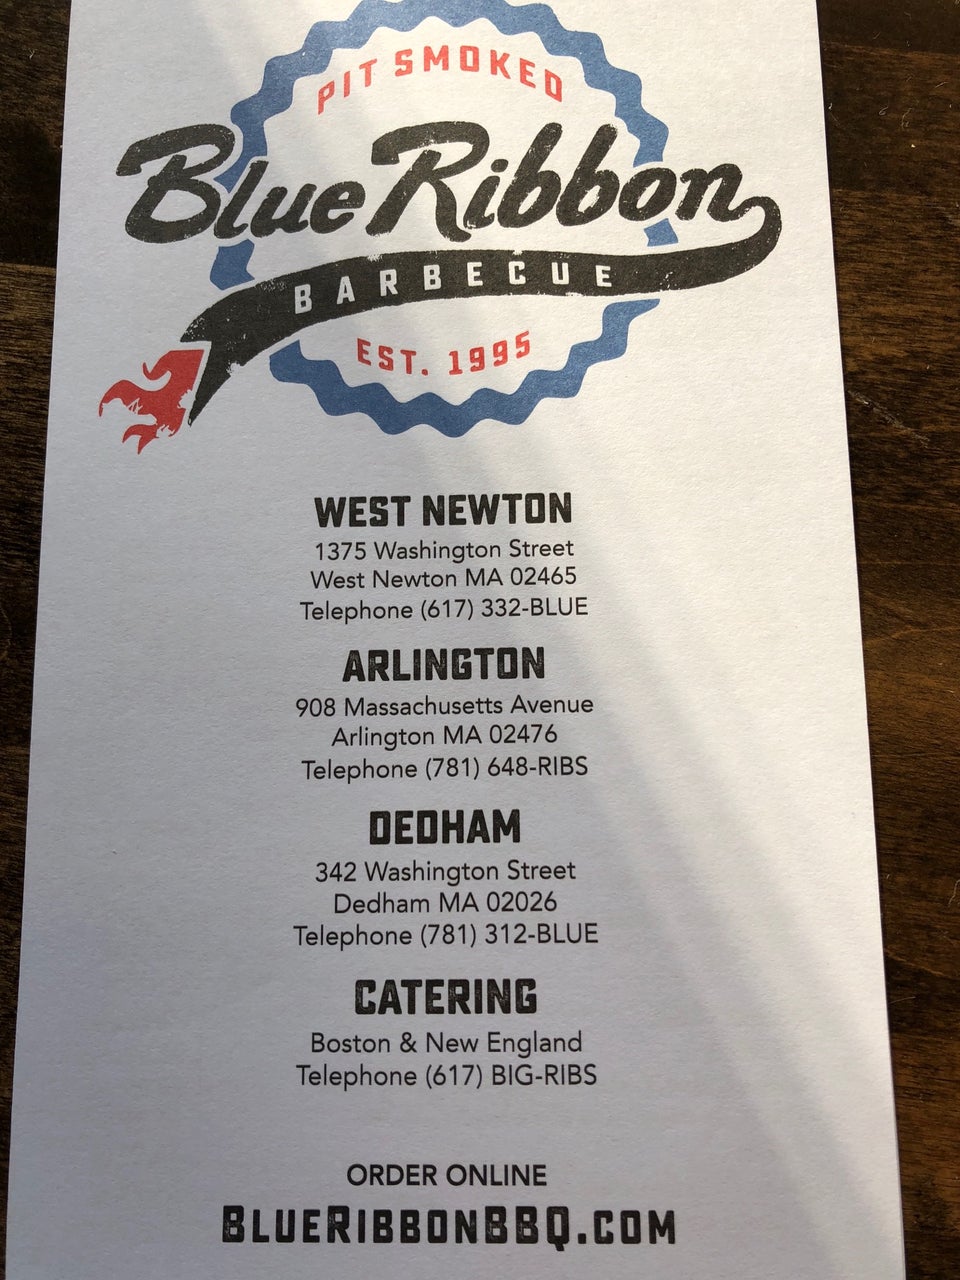 PIT SMOKED
Blue Ribbon
BARBECUE
EST. 1995
WEST NEWTON
1375 Washington Street
West Newton MA 02465
Telephone (617) 332-BLUE
ARLINGTON
908 Massachusetts Avenue
Arlington MA 02476
Telephone (781) 648-RIBS
DEDHAM
342 Washington Street
Dedham MA 02026
Telephone (781) 312-BLUE
CATERING
Boston & New England
Telephone (617) BIG-RIBS
ORDER ONLINE
BLUERIBBONBBQ.COM